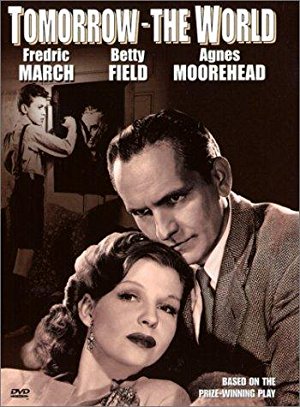 TOMORROW-THE WORLD
Fredric Betty Agnes
MARCH FIELD MOOREHEAD
BASED ON THE
PRIZE-WINNING PLAY
DVD